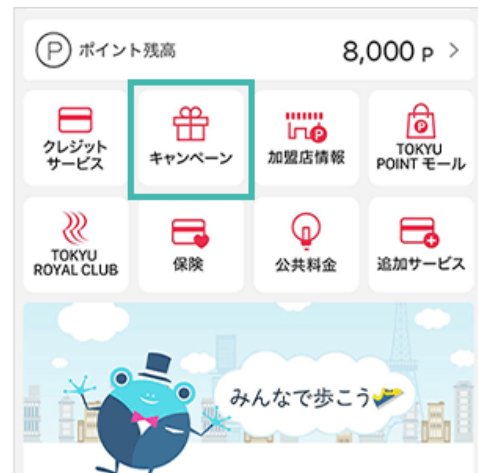 P ポイント残高 8,000 P >
クレジット
サービス
キャンペーン
加盟店情報
TOKYU
POINT モール
TOKYU
ROYAL CLUB
保険
公共料金
追加サービス
みんなで歩こう